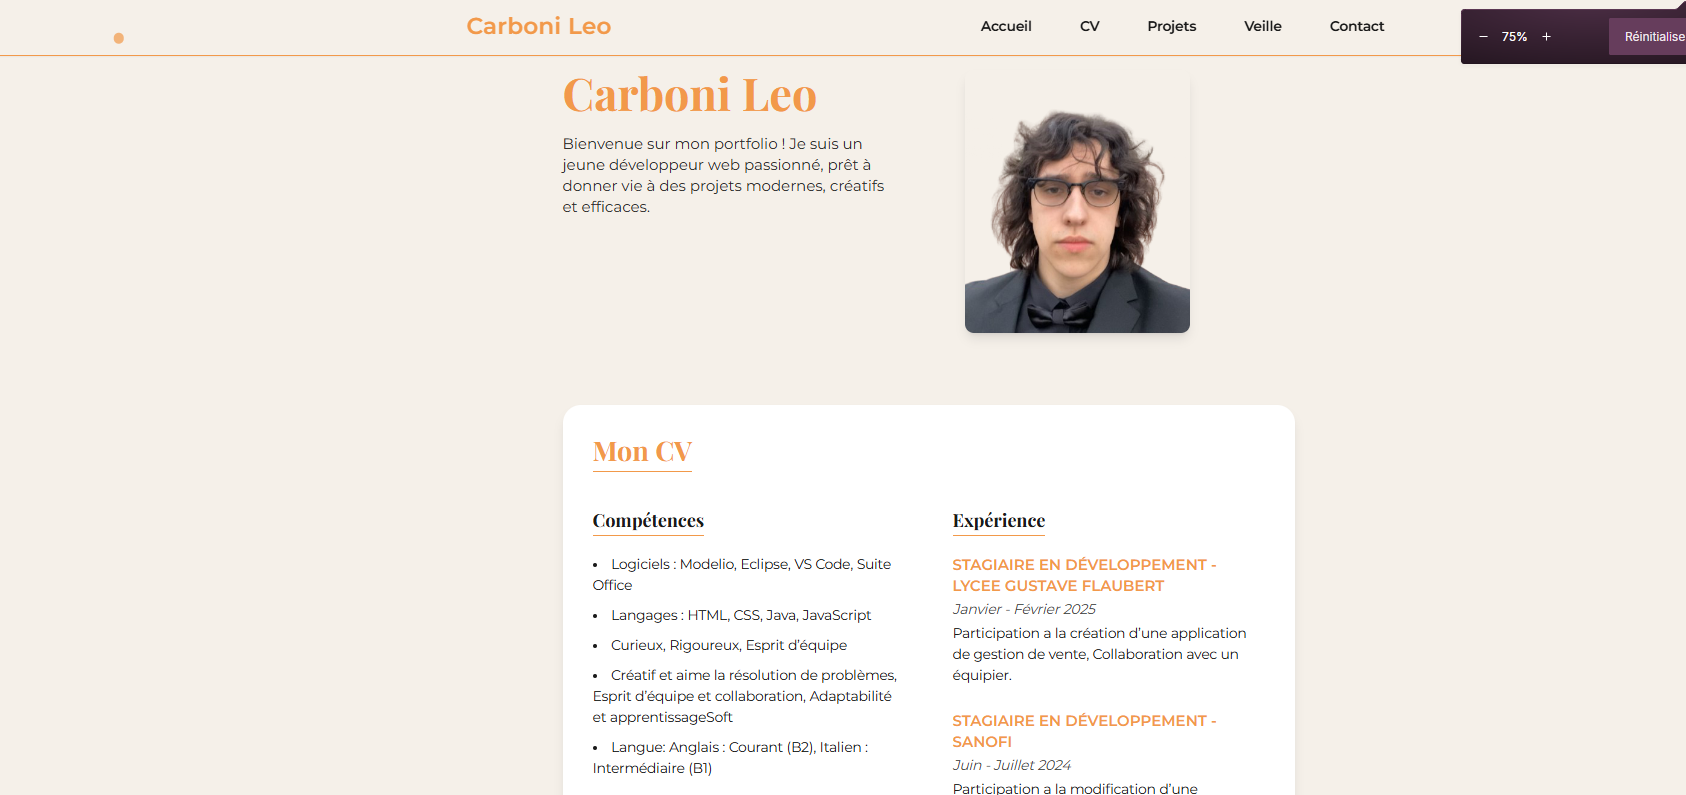 Carboni Leo
Accueil CV Projets Veille Contact
− 75% + Réinitialise
Carboni Leo
Bienvenue sur mon portfolio ! Je suis un
jeune développeur web passionné, prêt à
donner vie à des projets modernes, créatifs
et efficaces.
Mon CV
Compétences
• Logiciels : Modelio, Eclipse, VS Code, Suite
Office
• Langages : HTML, CSS, Java, JavaScript
• Curieux, Rigoureux, Esprit d’équipe
• Créatif et aime la résolution de problèmes,
Esprit d’équipe et collaboration, Adaptabilité
et apprentissageSoft
• Langue: Anglais : Courant (B2), Italien :
Intermédiaire (B1)
Expérience
STAGIAIRE EN DÉVELOPPEMENT -
LYCEE GUSTAVE FLAUBERT
Janvier - Février 2025
Participation a la création d’une application
de gestion de vente, Collaboration avec un
équipier.
STAGIAIRE EN DÉVELOPPEMENT -
SANOFI
Juin - Juillet 2024
Participation a la modification d’une